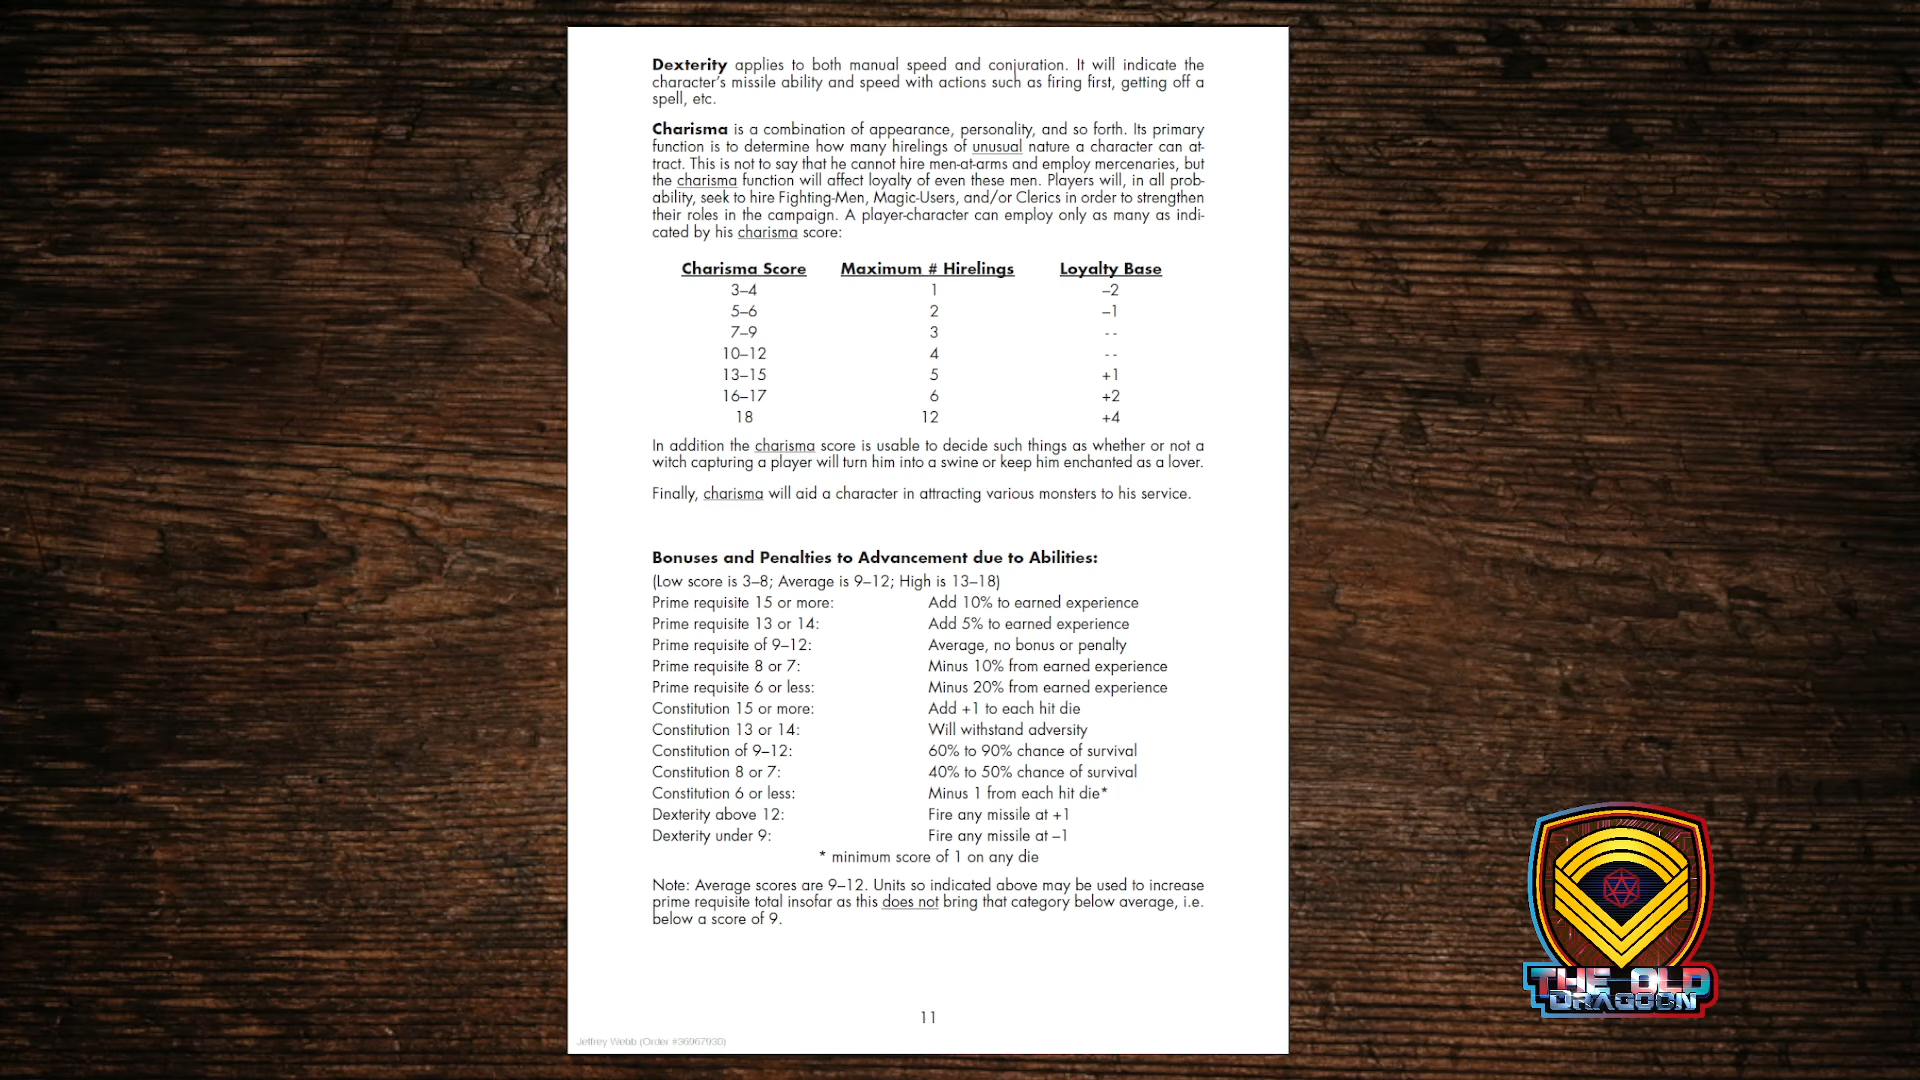 Dexterity applies to both manual speed and conjuration. It will indicate the
character's missile ability and speed with actions such as firing first, getting off a
spell, etc.
Charisma is a combination of appearance, personality, and so forth. Its primary
function is to determine how many hirelings of unusual nature a character can at-
tract. This is not to say that he cannot hire men-at-arms and employ mercenaries, but
the charisma function will affect loyalty of even these men. Players will, in all prob-
ability, seek to hire Fighting-Men, Magic-Users, and/or Clerics in order to strengthen
their roles in the campaign. A player-character can employ only as many as indi-
cated by his charisma score:
Charisma Score Maximum # Hirelings Loyalty Base
3–4 1 –2
5–6 2 –1
7–9 3 - -
10–12 4 - -
13–15 5 +1
16–17 6 +2
18 12 +4
In addition the charisma score is usable to decide such things as whether or not a
witch capturing a player will turn him into a swine or keep him enchanted as a lover.
Finally, charisma will aid a character in attracting various monsters to his service.
Bonuses and Penalties to Advancement due to Abilities:
(Low score is 3–8; Average is 9–12; High is 13–18)
Prime requisite 15 or more: Add 10% to earned experience
Prime requisite 13 or 14: Add 5% to earned experience
Prime requisite of 9–12: Average, no bonus or penalty
Prime requisite 8 or 7: Minus 10% from earned experience
Prime requisite 6 or less: Minus 20% from earned experience
Constitution 15 or more: Add +1 to each hit die
Constitution 13 or 14: Will withstand adversity
Constitution of 9–12: 60% to 90% chance of survival
Constitution 8 or 7: 40% to 50% chance of survival
Constitution 6 or less: Minus 1 from each hit die*
Dexterity above 12: Fire any missile at +1
Dexterity under 9: Fire any missile at –1
* minimum score of 1 on any die
Note: Average scores are 9–12. Units so indicated above may be used to increase
prime requisite total insofar as this does not bring that category below average, i.e.
below a score of 9.
11
Jeffrey Webb (Order #36967930)
THE OLD
DRAGOON